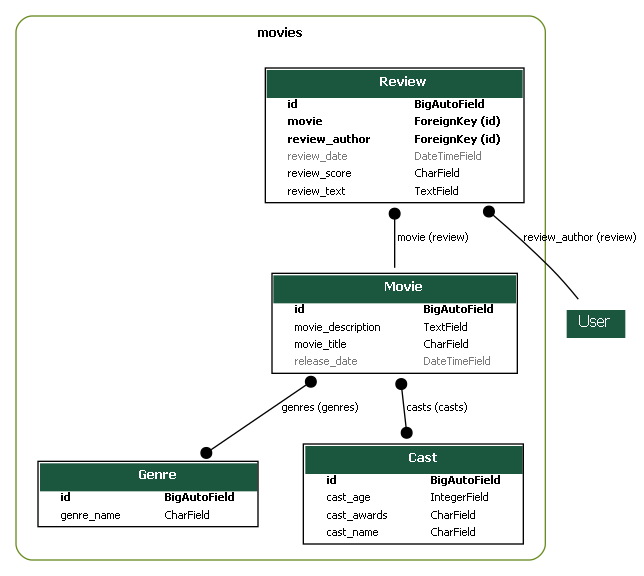 movies
Review
id BigAutoField
movie ForeignKey (id)
review_author ForeignKey (id)
review_date DateTimeField
review_score CharField
review_text TextField
movie (review)
review_author (review)
Movie
id BigAutoField
movie_description TextField
movie_title CharField
release_date DateTimeField
User
genres (genres)
casts (casts)
Genre
id BigAutoField
genre_name CharField
Cast
id BigAutoField
cast_age IntegerField
cast_awards CharField
cast_name CharField